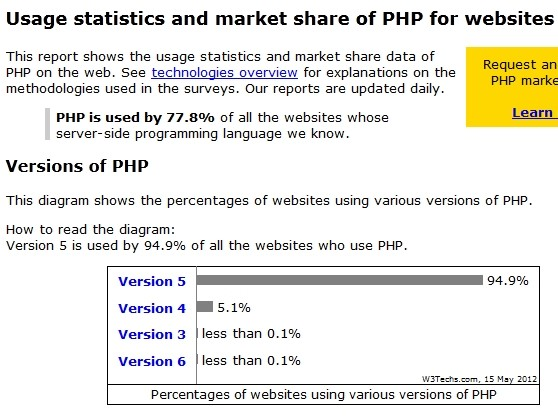 Usage statistics and market share of PHP for websites
This report shows the usage statistics and market share data of
PHP on the web. See technologies overview for explanations on the
methodologies used in the surveys. Our reports are updated daily.
Request an
PHP marke
Learn
PHP is used by 77.8% of all the websites whose
server-side programming language we know.
Versions of PHP
This diagram shows the percentages of websites using various versions of PHP.
How to read the diagram:
Version 5 is used by 94.9% of all the websites who use PHP.
Version 5 94.9%
Version 4 5.1%
Version 3 less than 0.1%
Version 6 less than 0.1%
W3Techs.com, 15 May 2012
Percentages of websites using various versions of PHP